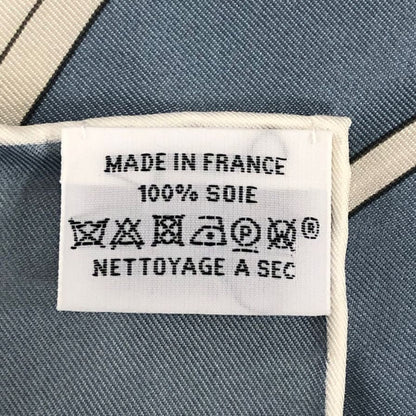 MADE IN FRANCE
100% SOIE
P W ®
NETTOYAGE A SEC